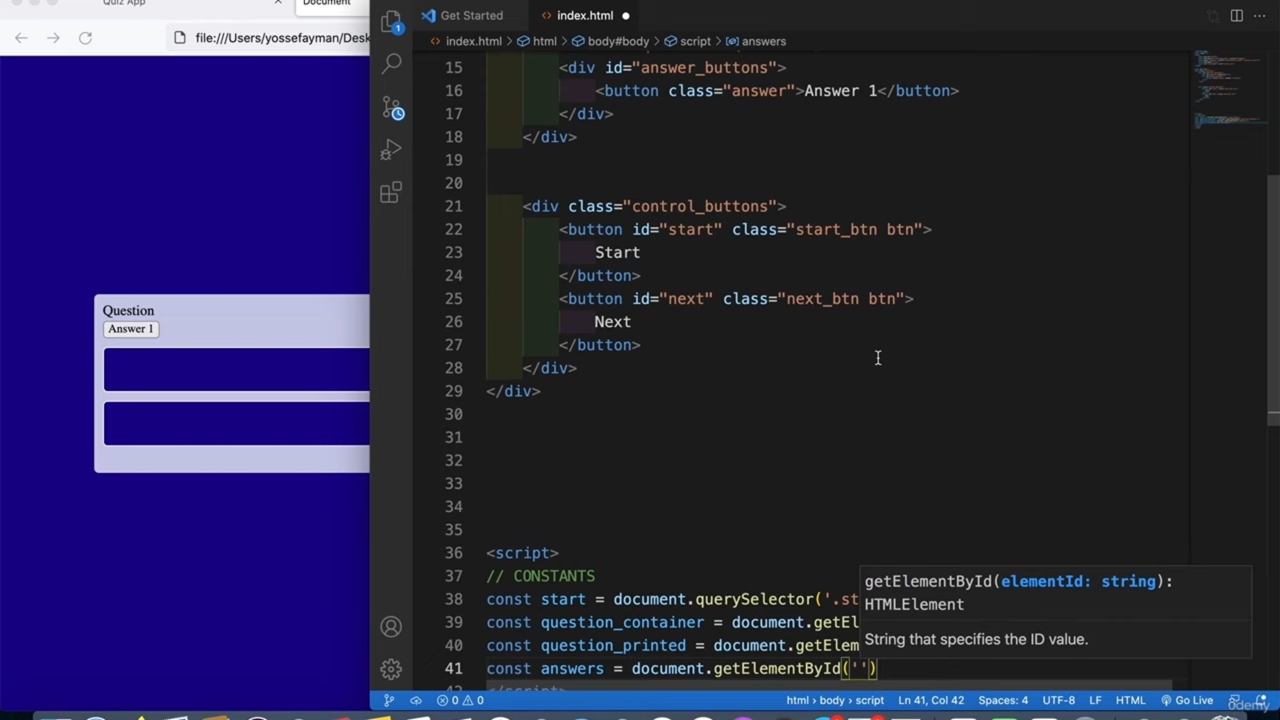 Quiz App
Document
Get Started
index.html
file:///Users/yossefayman/Desk
index.html > html > body#body > script > answers
15 <div id="answer_buttons">
16 <button class="answer">Answer 1</button>
17 </div>
18 </div>
19
20
21 <div class="control_buttons">
22 <button id="start" class="start_btn btn">
23 Start
24 </button>
25 <button id="next" class="next_btn btn">
26 Next
27 </button>
28 </div>
29 </div>
30
31
32
33
34
35
36 <script>
37 // CONSTANTS
38 const start = document.querySelector('.st
39 const question_container = document.getEl
40 const question_printed = document.getElem
41 const answers = document.getElementById('')
getElementById(elementId: string):
HTMLElement
String that specifies the ID value.
Question
Answer 1
1
0 0
html > body > script
Ln 41, Col 42
Spaces: 4
UTF-8
LF
HTML
Go Live
udemy